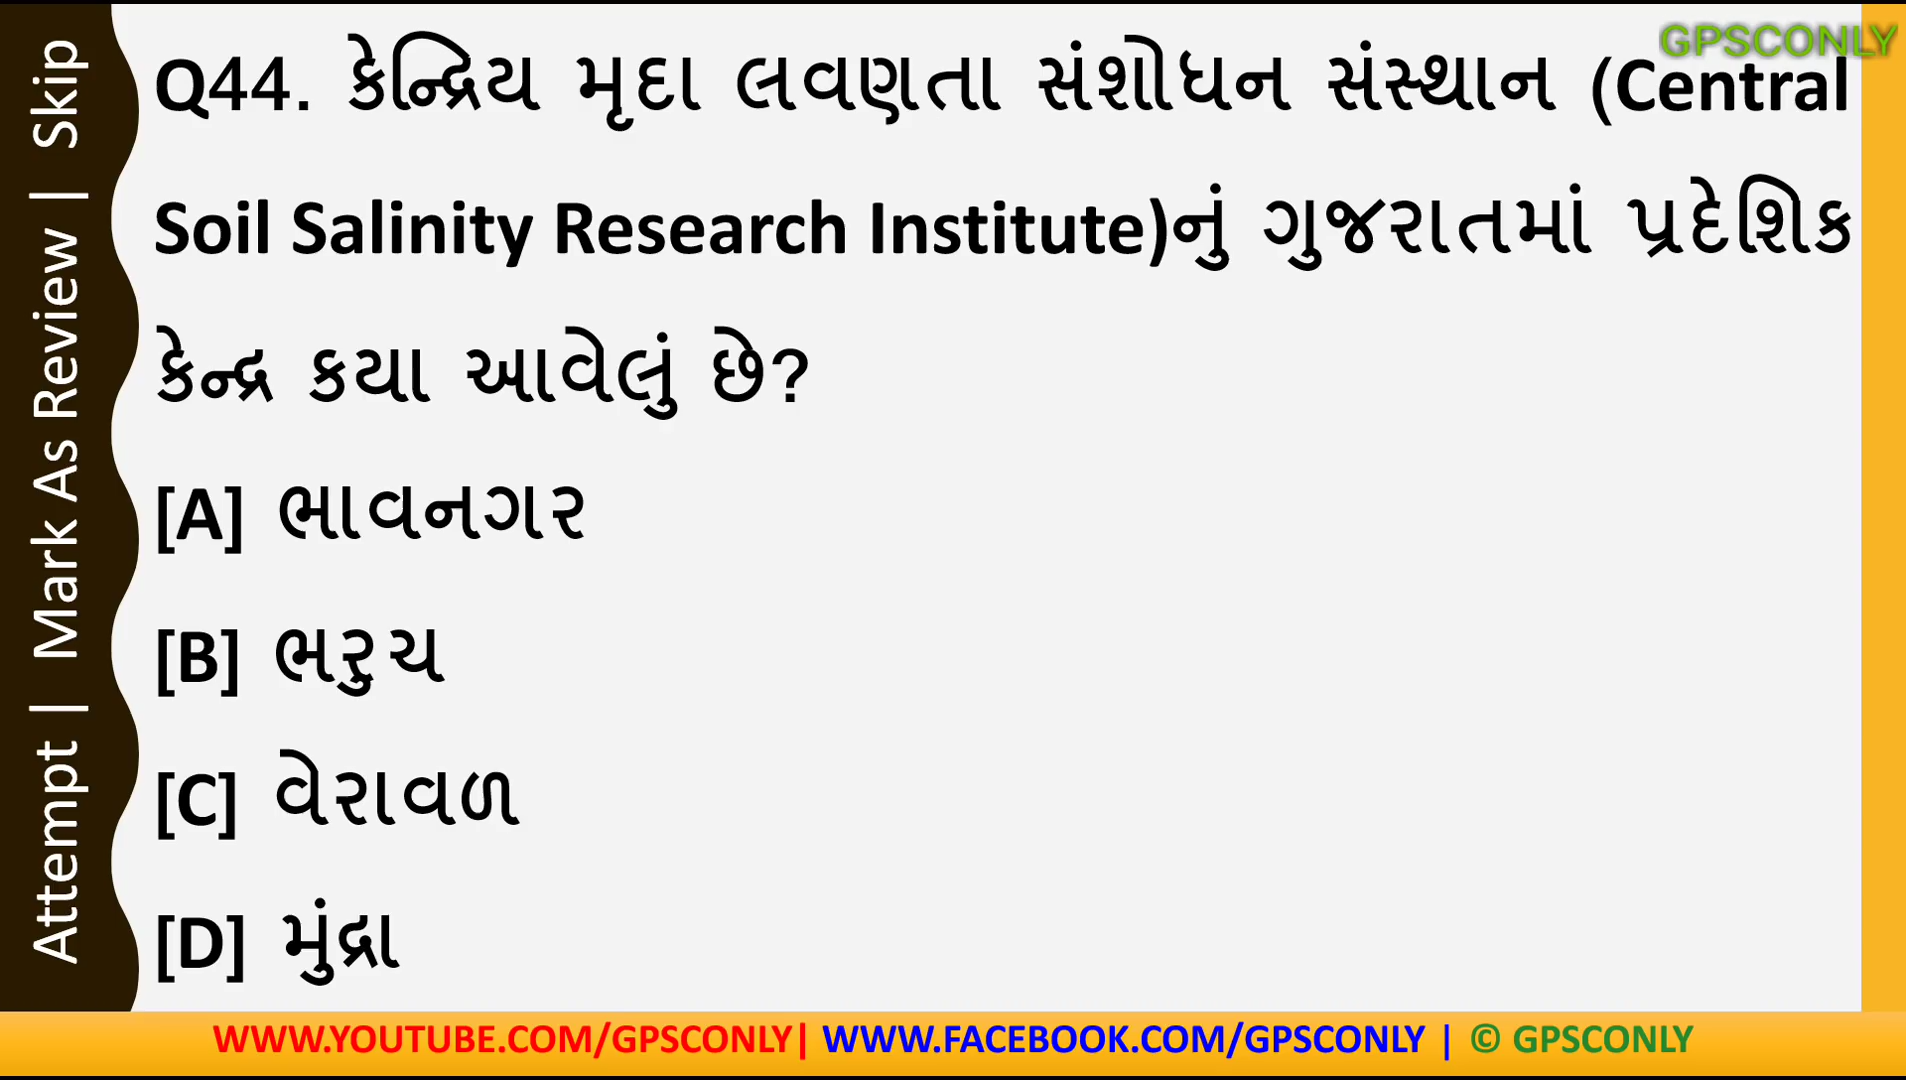 GPSCONLY
Q44. કેન્દ્રિય મૃદા લવણતા સંશોધન સંસ્થાન (Central
Soil Salinity Research Institute)નું ગુજરાતમાં પ્રદેશિક
કેન્દ્ર કયા આવેલું છે?
[A] ભાવનગર
[B] ભરુચ
[C] વેરાવળ
[D] મુંદ્રા
Attempt | Mark As Review | Skip
WWW.YOUTUBE.COM/GPSCONLY| WWW.FACEBOOK.COM/GPSCONLY | © GPSCONLY